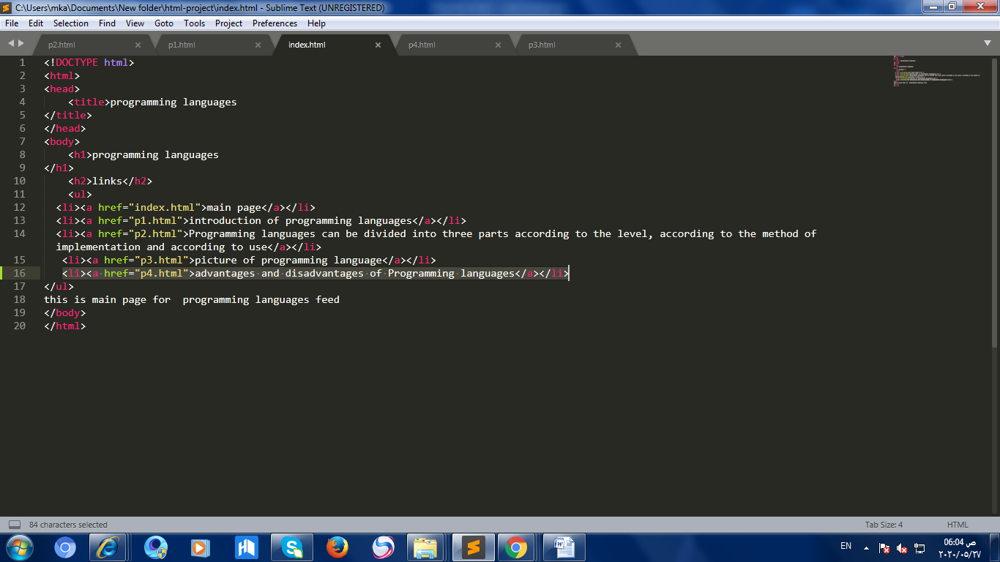 C:\Users\mka\Documents\New folder\html-project\index.html - Sublime Text (UNREGISTERED)
File Edit Selection Find View Goto Tools Project Preferences Help
p2.html p1.html index.html p4.html p3.html
1 <!DOCTYPE html>
2 <html>
3 <head>
4 <title>programming languages
5 </title>
6 </head>
7 <body>
8 <h1>programming languages
9 </h1>
10 <h2>links</h2>
11 <ul>
12 <li><a href="index.html">main page</a></li>
13 <li><a href="p1.html">introduction of programming languages</a></li>
14 <li><a href="p2.html">Programming languages can be divided into three parts according to the level, according to the method of
implementation and according to use</a></li>
15 <li><a href="p3.html">picture of programming language</a></li>
16 <li><a href="p4.html">advantages and disadvantages of Programming languages</a></li>
17 </ul>
18 this is main page for  programming languages feed
19 </body>
20 </html>
84 characters selected Tab Size: 4 HTML
EN 06:04 ص
٢٠٢٠/٠٥/٢٧